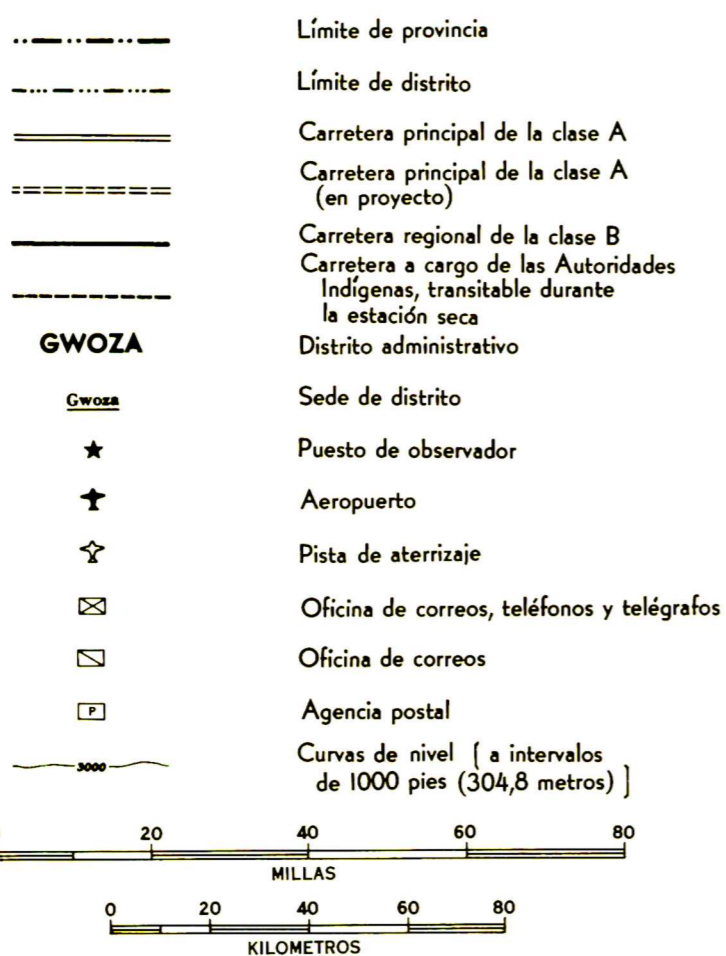 Límite de provincia
Límite de distrito
Carretera principal de la clase A
Carretera principal de la clase A
(en proyecto)
Carretera regional de la clase B
Carretera a cargo de las Autoridades
Indígenas, transitable durante
la estación seca
GWOZA Distrito administrativo
Gwoza Sede de distrito
Puesto de observador
Aeropuerto
Pista de aterrizaje
Oficina de correos, teléfonos y telégrafos
Oficina de correos
P Agencia postal
3000 Curvas de nivel [ a intervalos
de 1000 pies (304,8 metros) ]
20 40 60 80
MILLAS
0 20 40 60 80
KILOMETROS